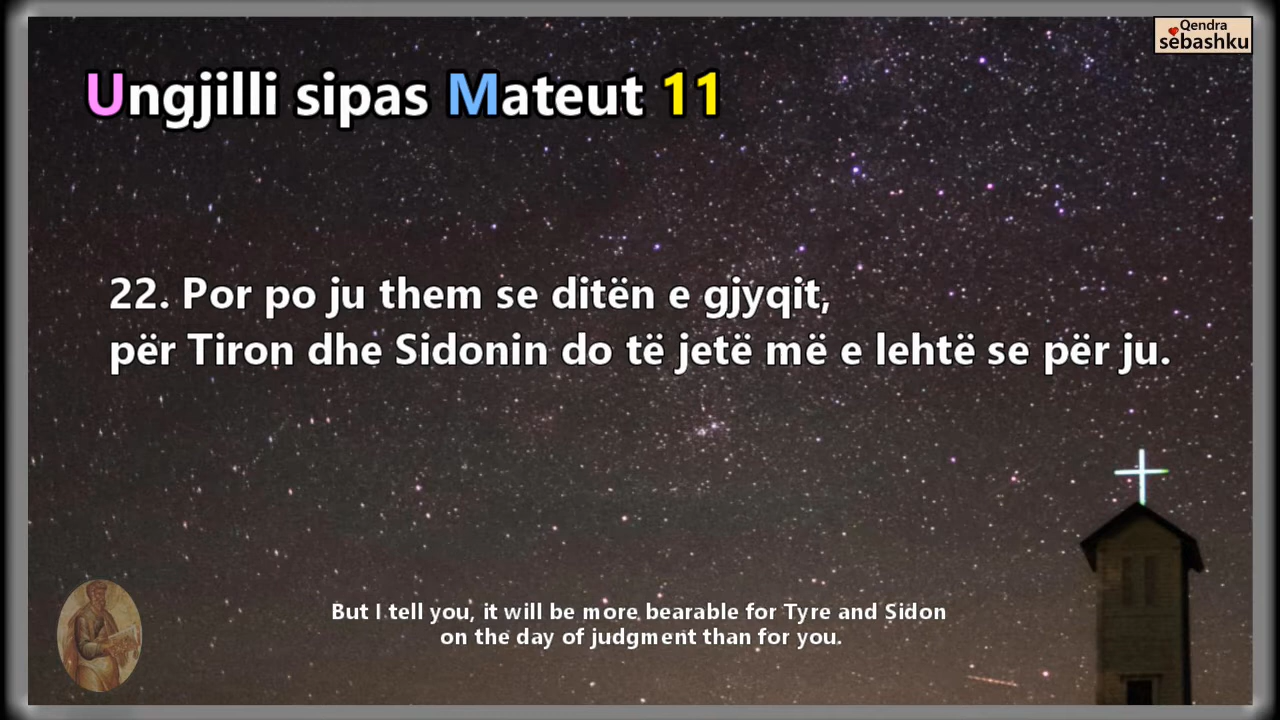 Qendra
sebashku
Ungjilli sipas Mateut 11
22. Por po ju them se ditën e gjyqit,
për Tiron dhe Sidonin do të jetë më e lehtë se për ju.
But I tell you, it will be more bearable for Tyre and Sidon
on the day of judgment than for you.